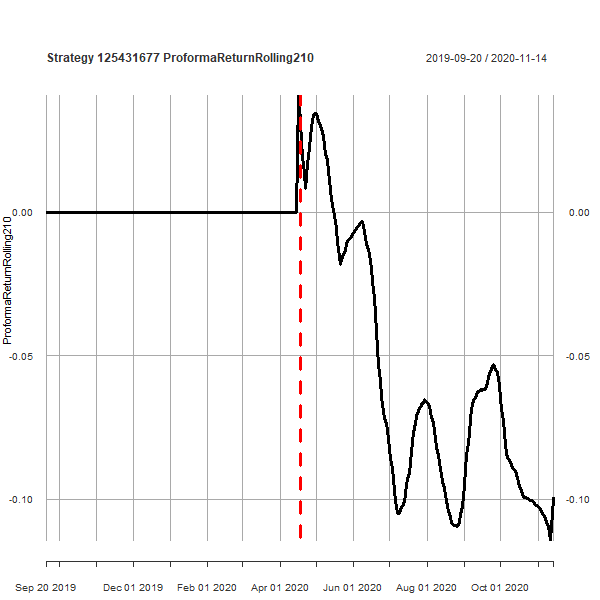 Strategy 125431677 ProformaReturnRolling210
2019-09-20 / 2020-11-14
ProformaReturnRolling210
0.00
0.00
-0.05
-0.05
-0.10
-0.10
Sep 20 2019
Dec 01 2019
Feb 01 2020
Apr 01 2020
Jun 01 2020
Aug 01 2020
Oct 01 2020